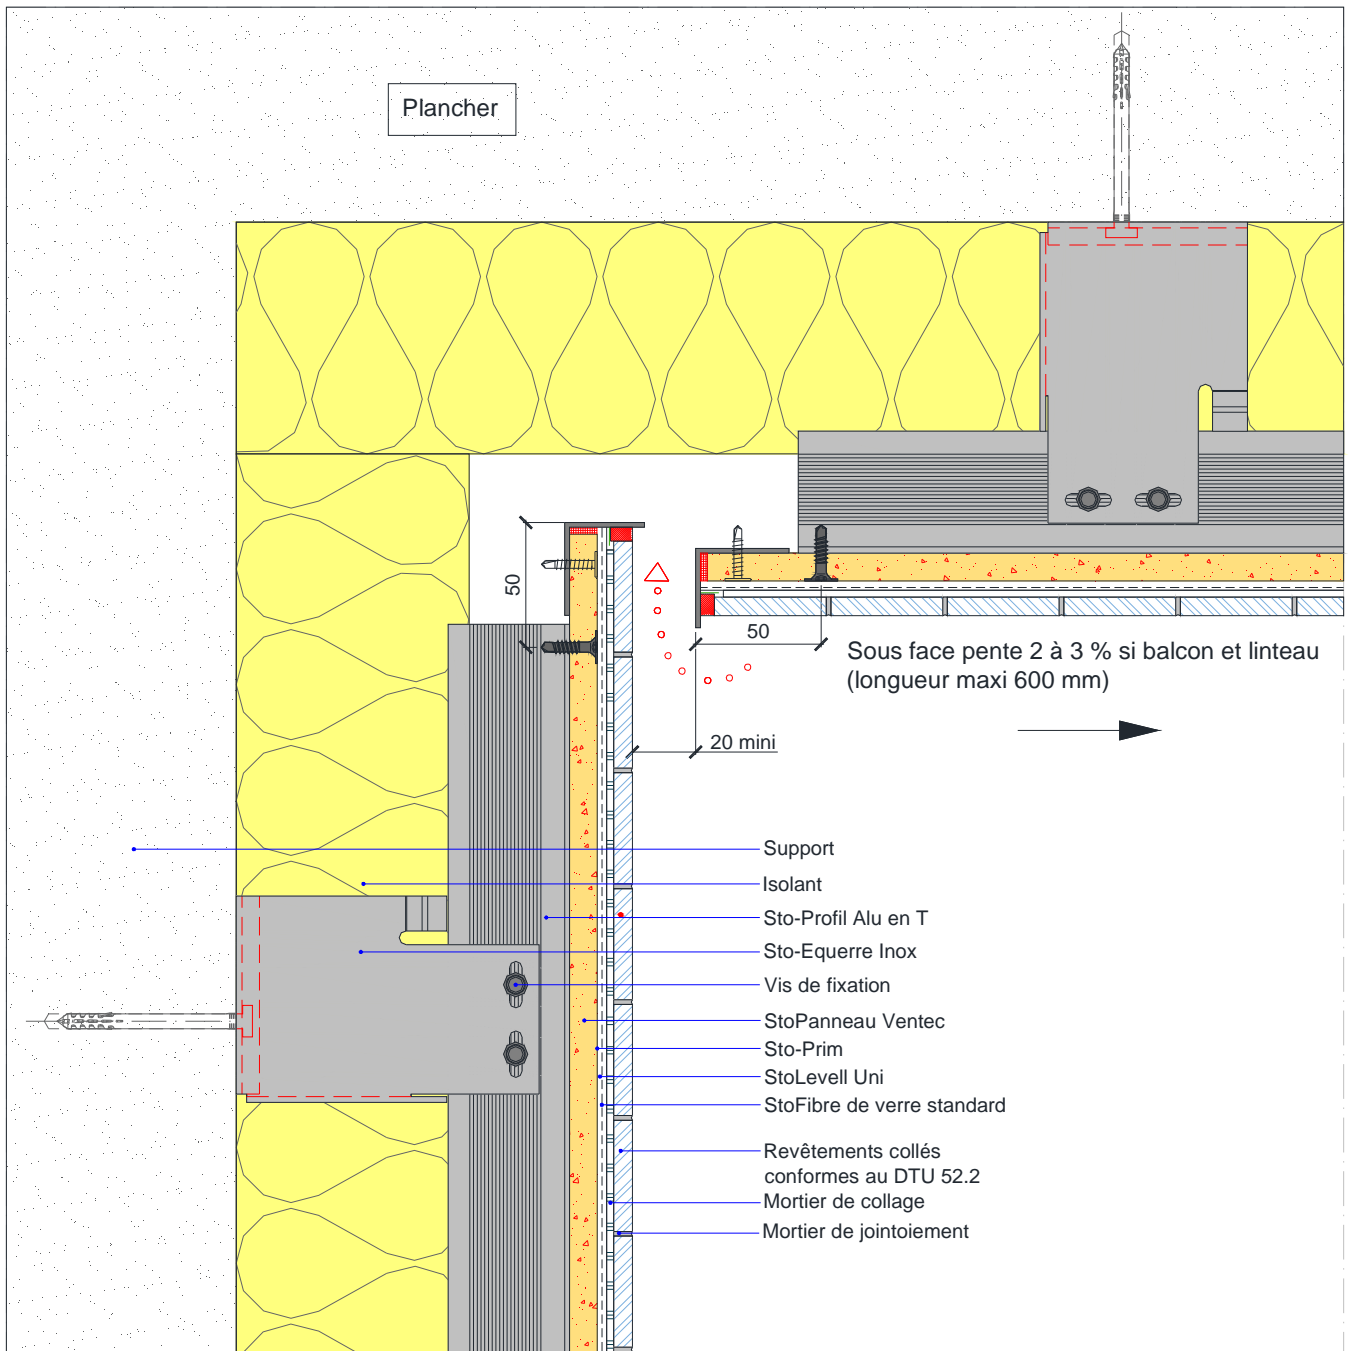 Plancher
50
50
Sous face pente 2 à 3 % si balcon et linteau
(longueur maxi 600 mm)
20 mini
Support
Isolant
Sto-Profil Alu en T
Sto-Equerre Inox
Vis de fixation
StoPanneau Ventec
Sto-Prim
StoLevell Uni
StoFibre de verre standard
Revêtements collés
conformes au DTU 52.2
Mortier de collage
Mortier de jointoiement